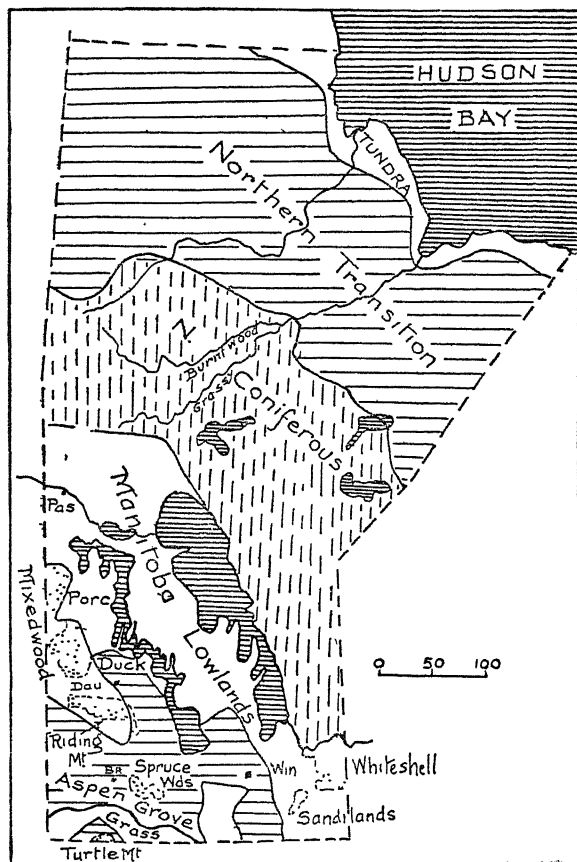 HUDSON
BAY
TUNDRA
Northern
Transition
N.
Burntwood
Grassy
Coniferous
Manitoba
Pas
Mixedwood
Porc
Lowlands
0 50 100
Duck
Dau
Riding
Mt
Win
Whiteshell
BR
Spruce
Wds
Aspen Grove
Sandilands
Grass
Turtle Mt